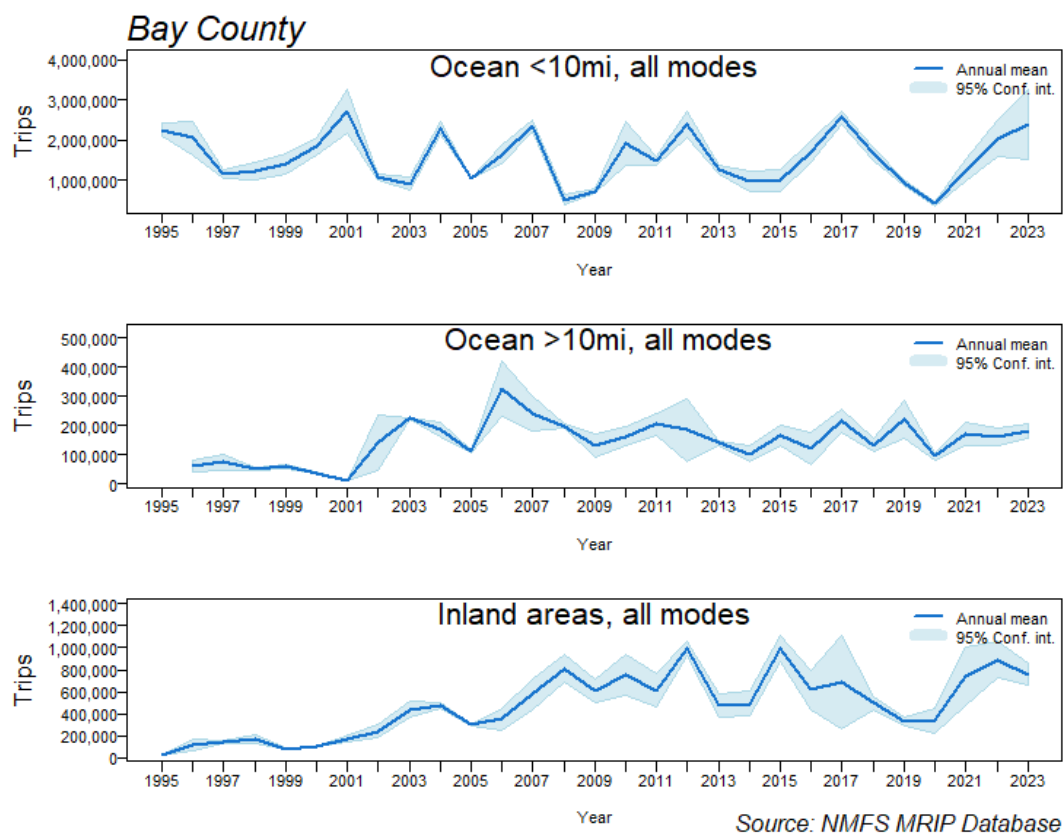 Bay County
Ocean <10mi, all modes
Annual mean
95% Conf. int.
Trips
4,000,000
3,000,000
2,000,000
1,000,000
1995 1997 1999 2001 2003 2005 2007 2009 2011 2013 2015 2017 2019 2021 2023
Year
Ocean >10mi, all modes
Annual mean
95% Conf. int.
Trips
500,000
400,000
300,000
200,000
100,000
0
1995 1997 1999 2001 2003 2005 2007 2009 2011 2013 2015 2017 2019 2021 2023
Year
Inland areas, all modes
Annual mean
95% Conf. int.
Trips
1,400,000
1,200,000
1,000,000
800,000
600,000
400,000
200,000
0
1995 1997 1999 2001 2003 2005 2007 2009 2011 2013 2015 2017 2019 2021 2023
Year
Source: NMFS MRIP Database